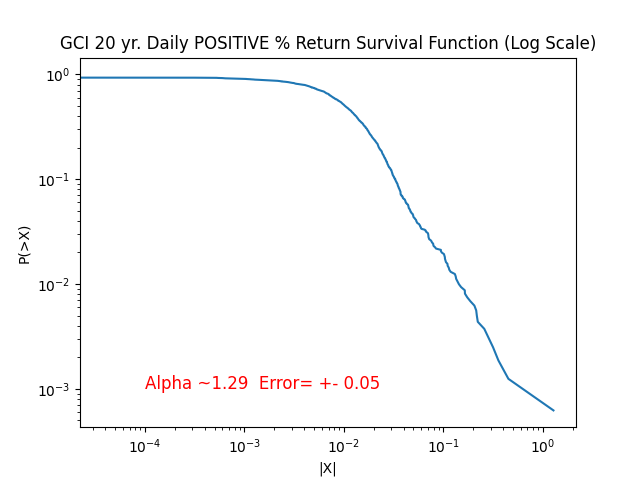 GCI 20 yr. Daily POSITIVE % Return Survival Function (Log Scale)
10⁰
10⁻¹
10⁻²
10⁻³
P(>X)
Alpha ~1.29  Error= +- 0.05
10⁻⁴ 10⁻³ 10⁻² 10⁻¹ 10⁰
|X|